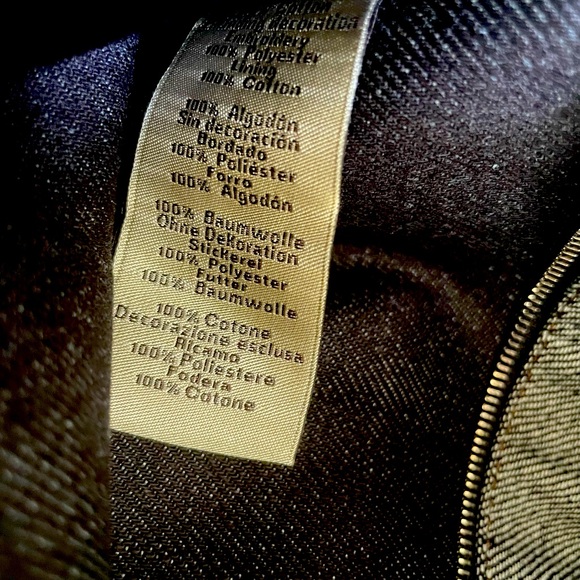 decoration
Embroidery
100% Polyester
Lining
100% Cotton
100% Algodón
Sin decoración
Bordado
100% Poliéster
Forro
100% Algodón
100% Baumwolle
Ohne Dekoration
Stickerei
100% Polyester
Futter
100% Baumwolle
100% Cotone
Decorazione esclusa
Ricamo
100% Poliestere
Fodera
100% Cotone